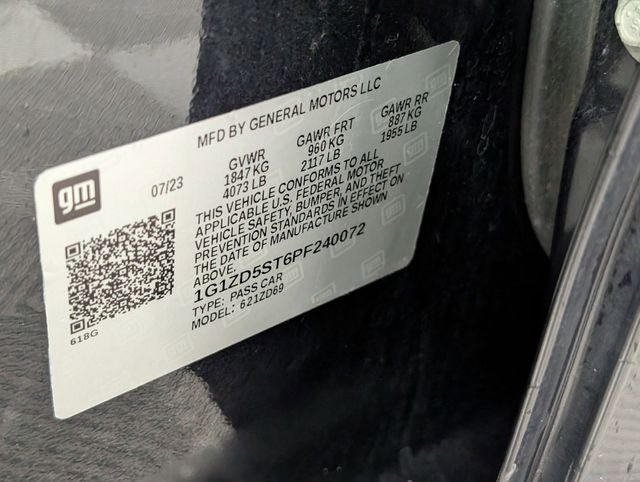 MFD BY GENERAL MOTORS LLC
gm
07/23
GVWR
1847 KG
4073 LB
GAWR FRT
960 KG
2117 LB
GAWR RR
887 KG
1955 LB
THIS VEHICLE CONFORMS TO ALL
APPLICABLE U.S. FEDERAL MOTOR
VEHICLE SAFETY, BUMPER, AND THEFT
PREVENTION STANDARDS IN EFFECT ON
THE DATE OF MANUFACTURE SHOWN
ABOVE.
1G1ZD5ST6PF240072
TYPE: PASS CAR
MODEL: 621ZD69
618G